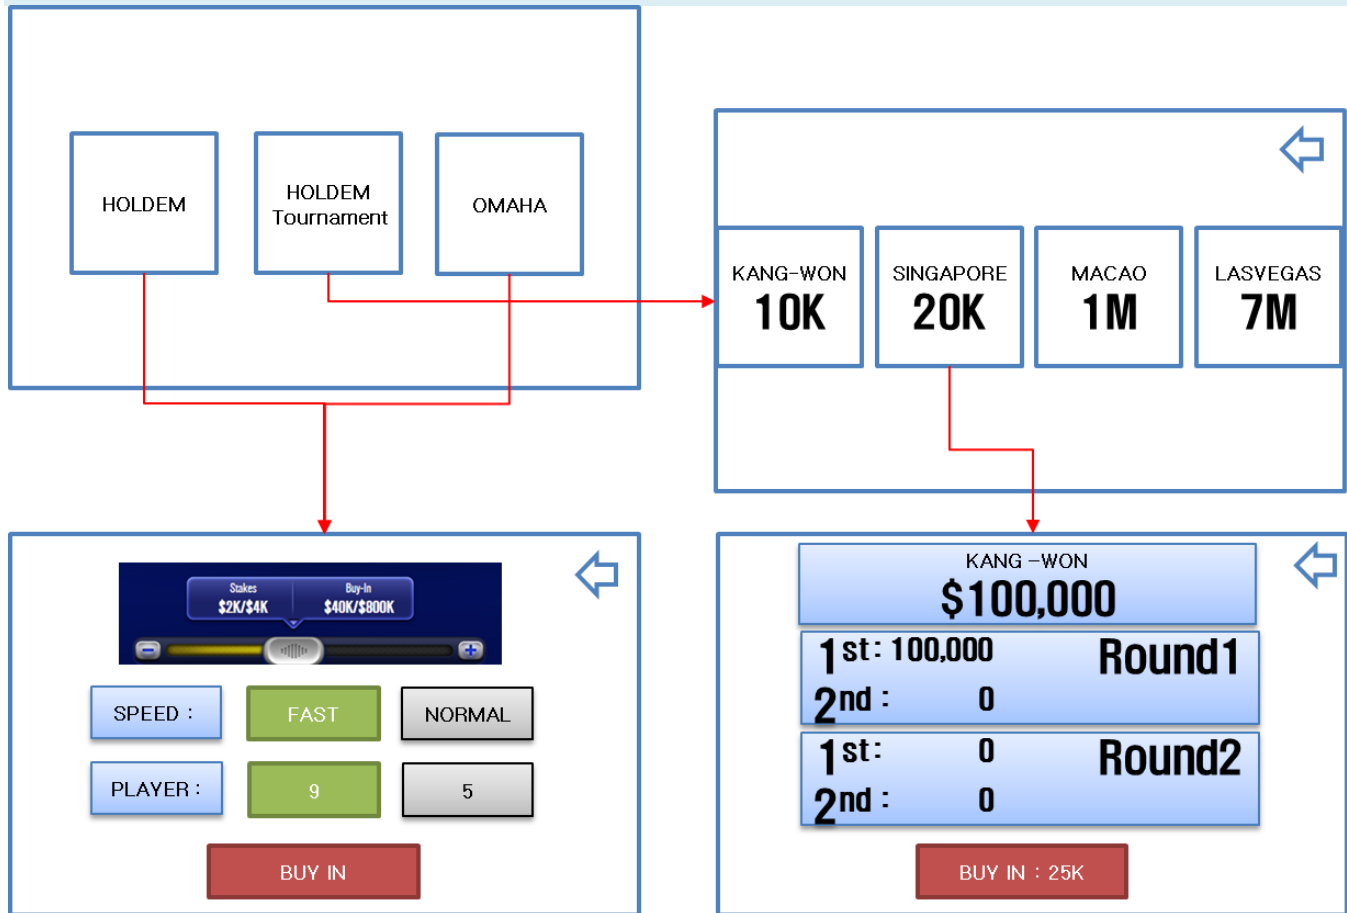 HOLDEM
HOLDEM
Tournament
OMAHA
KANG-WON
10K
SINGAPORE
20K
MACAO
1M
LASVEGAS
7M
Stakes
$2K/$4K
Buy-In
$40K/$800K
SPEED :
FAST
NORMAL
PLAYER :
9
5
BUY IN
KANG –WON
$100,000
1st: 100,000 Round1
2nd : 0
1st: 0 Round2
2nd : 0
BUY IN : 25K